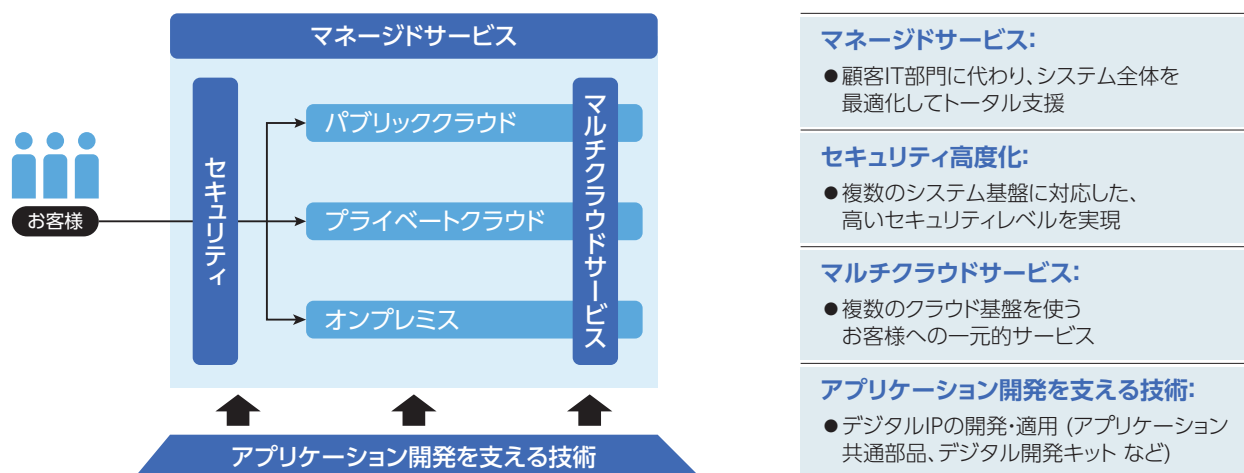 マネージドサービス
お客様
セキュリティ
パブリッククラウド
プライベートクラウド
オンプレミス
マルチクラウドサービス
アプリケーション開発を支える技術
マネージドサービス:
●顧客IT部門に代わり、システム全体を
最適化してトータル支援
セキュリティ高度化:
●複数のシステム基盤に対応した、
高いセキュリティレベルを実現
マルチクラウドサービス:
●複数のクラウド基盤を使う
お客様への一元的サービス
アプリケーション開発を支える技術:
●デジタルIPの開発・適用 (アプリケーション
共通部品、デジタル開発キット など)